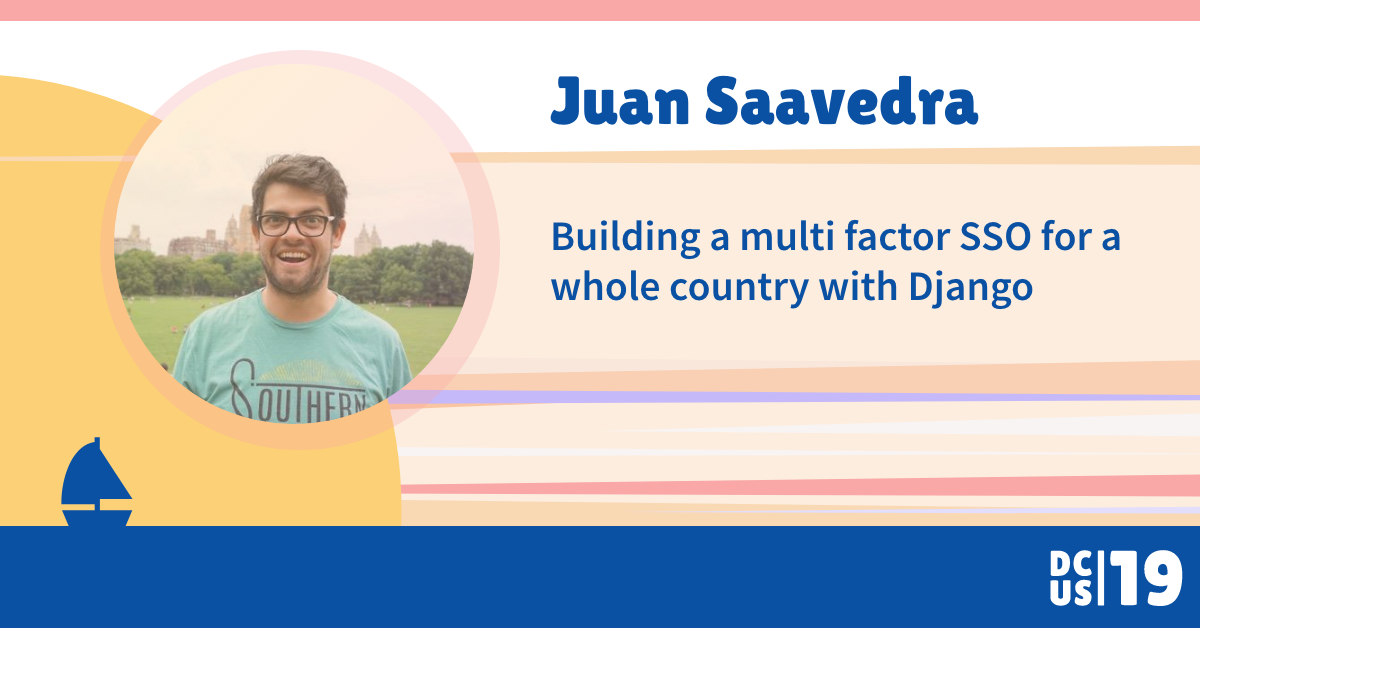 Juan Saavedra
Building a multi factor SSO for a
whole country with Django
SOUTHERN
DC
US
19